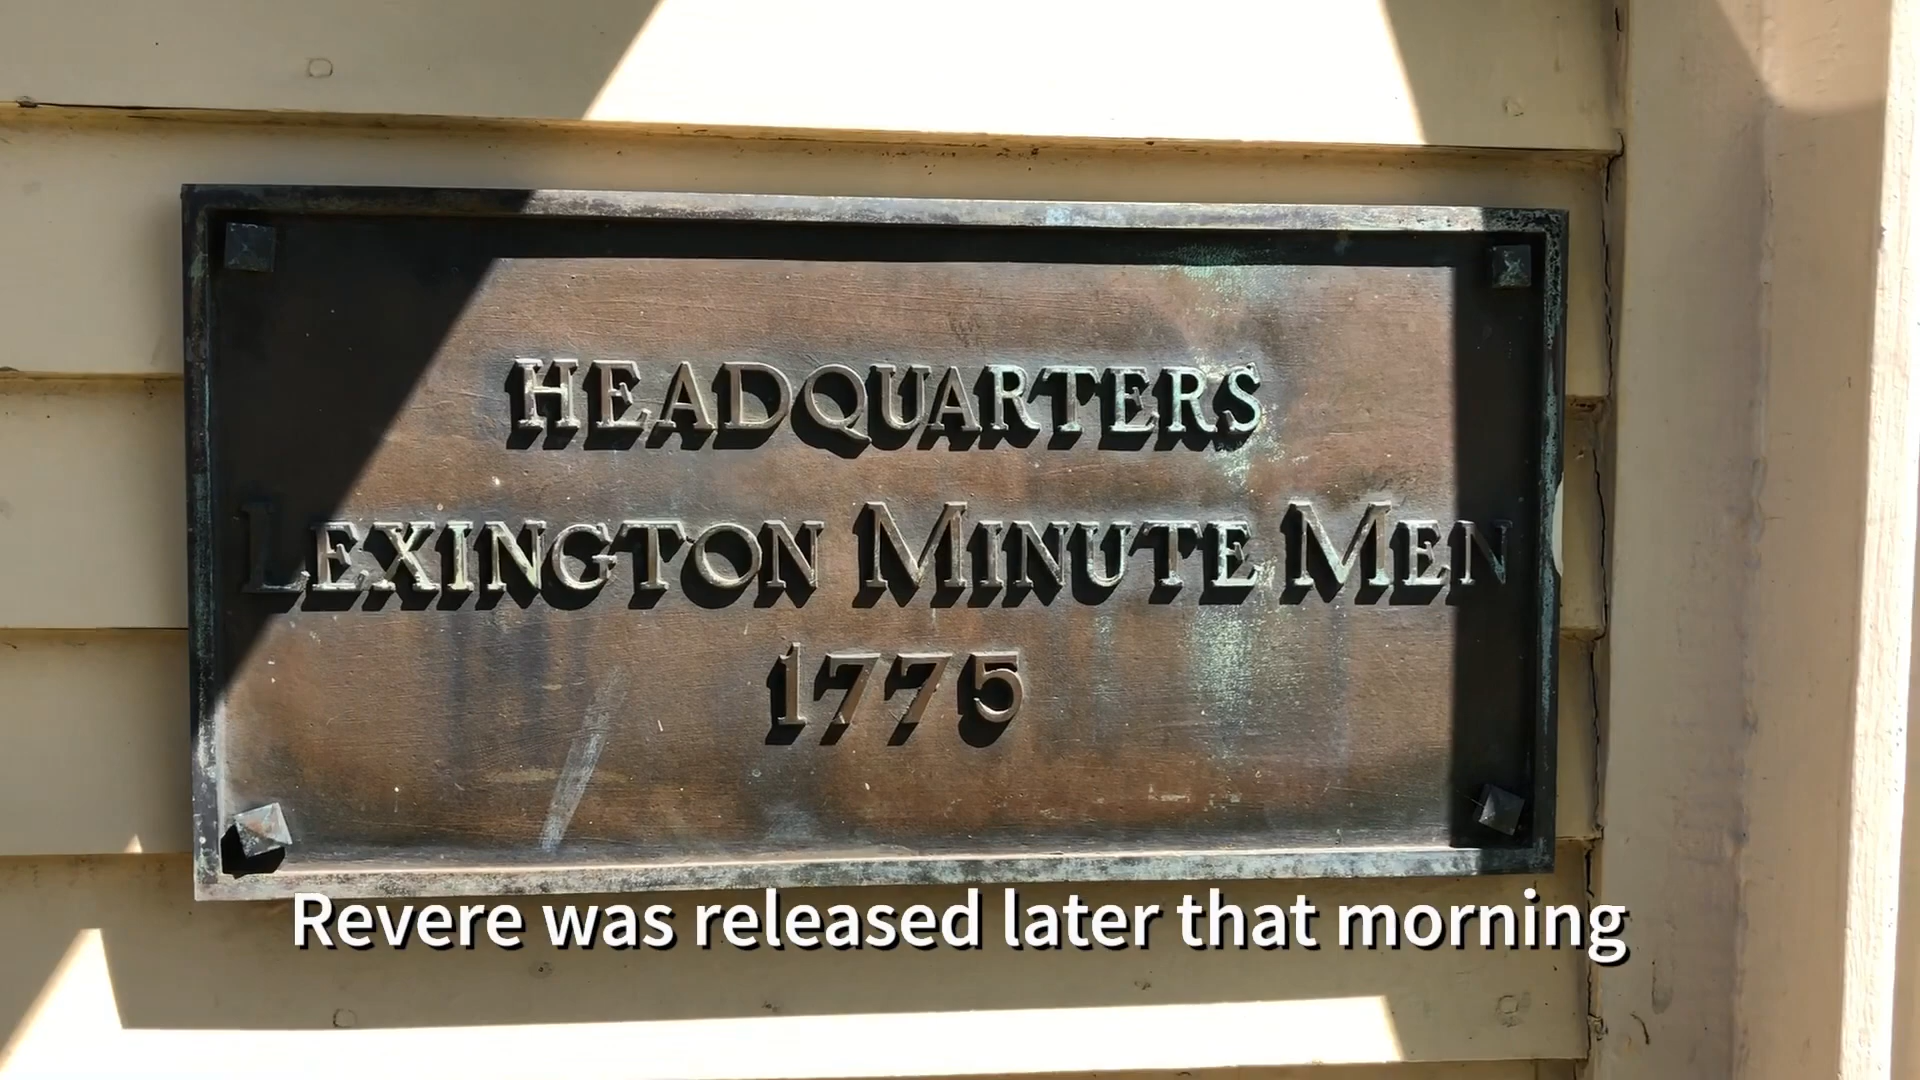 HEADQUARTERS
LEXINGTON MINUTE MEN
1775
Revere was released later that morning